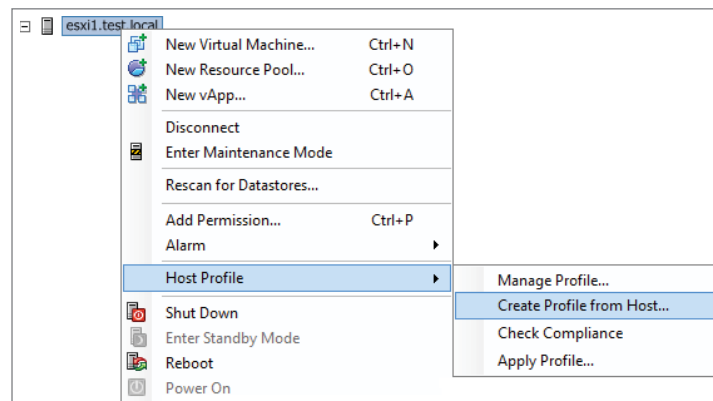 esxi1.test.local
New Virtual Machine... Ctrl+N
New Resource Pool... Ctrl+O
New vApp... Ctrl+A
Disconnect
Enter Maintenance Mode
Rescan for Datastores...
Add Permission... Ctrl+P
Alarm
Host Profile
Manage Profile...
Create Profile from Host...
Check Compliance
Apply Profile...
Shut Down
Enter Standby Mode
Reboot
Power On